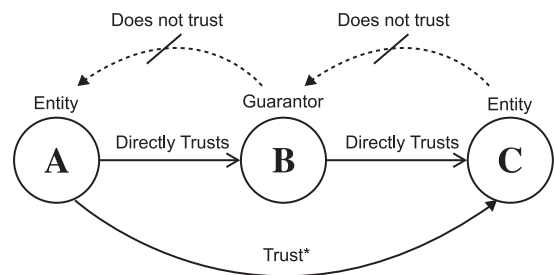 Does not trust
Does not trust
Entity
Guarantor
Entity
A
Directly Trusts
B
Directly Trusts
C
Trust*